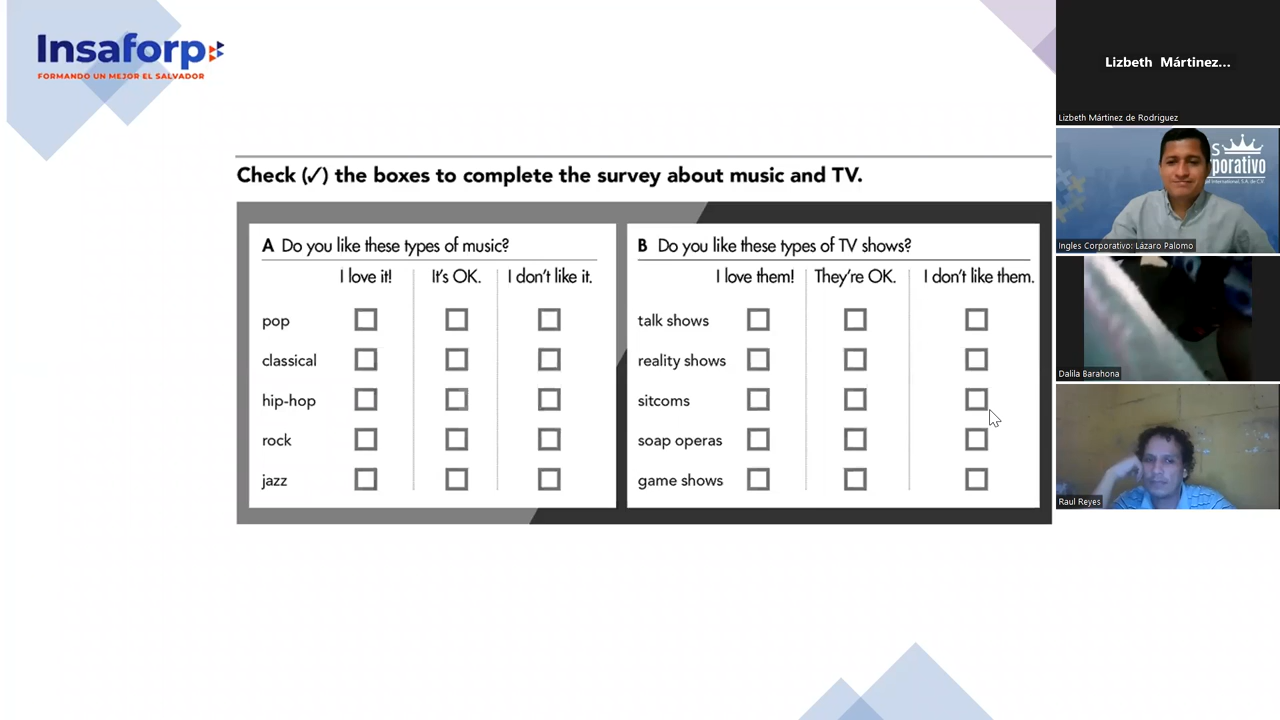 Insaforp
FORMANDO UN MEJOR EL SALVADOR
Check (✓) the boxes to complete the survey about music and TV.
A Do you like these types of music?
I love it! It's OK. I don't like it.
pop
classical
hip-hop
rock
jazz
B Do you like these types of TV shows?
I love them! They're OK. I don't like them.
talk shows
reality shows
sitcoms
soap operas
game shows
Lizbeth Mártinez...
Lizbeth Mártinez de Rodriguez
S
porativo
Ingles Corporativo: Lázaro Palomo
Dalila Barahona
Raul Reyes